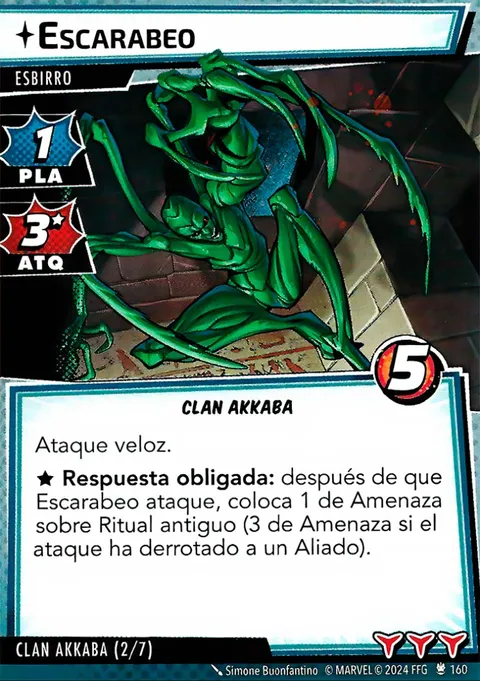 Escarabeo
ESBIRRO
1
PLA
3★
ATQ
5
CLAN AKKABA
Ataque veloz.
★ Respuesta obligada: después de que
Escarabeo ataque, coloca 1 de Amenaza
sobre Ritual antiguo (3 de Amenaza si el
ataque ha derrotado a un Aliado).
CLAN AKKABA (2/7)
Simone Buonfantino © MARVEL © 2024 FFG 160